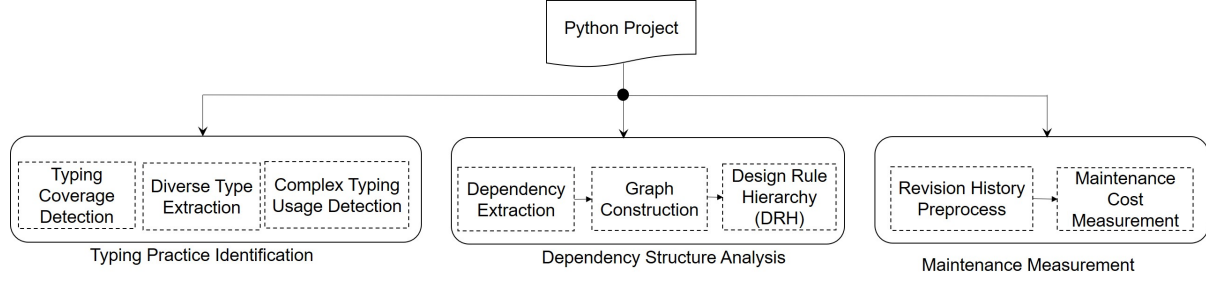 Python Project
Typing
Coverage
Detection
Diverse Type
Extraction
Complex Typing
Usage Detection
Typing Practice Identification
Dependency
Extraction
Graph
Construction
Design Rule
Hierarchy
(DRH)
Dependency Structure Analysis
Revision History
Preprocess
Maintenance
Cost
Measurement
Maintenance Measurement